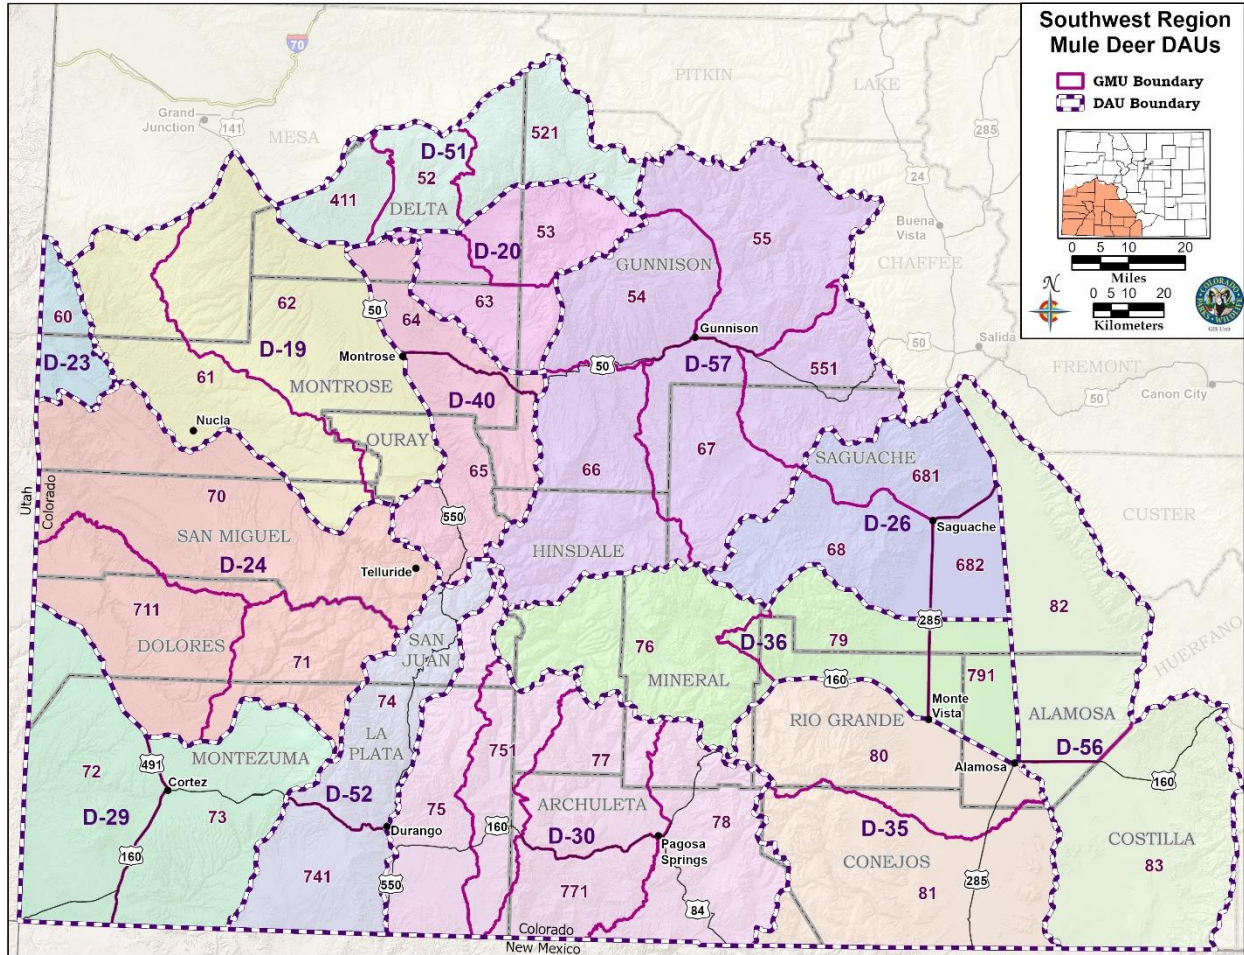 Southwest Region
Mule Deer DAUs
GMU Boundary
DAU Boundary
0 5 10 20
Miles
0 5 10 20
Kilometers
N
COLORADO
PARKS
WILDLIFE
GIS Unit
70
PITKIN
LAKE
Grand
Junction
141
MESA
285
521
D-51
52
411
DELTA
24
Buena
Vista
CHAFFEE
53
D-20
55
GUNNISON
60
62
63
54
50
64
Gunnison
Salida
50
D-23
D-19
Montrose
50
D-57
551
FREMONT
61
MONTROSE
D-40
50
Canon City
Nucla
OURAY
66
67
SAGUACHE
65
681
Utah
Colorado
70
550
D-26
Saguache
CUSTER
SAN MIGUEL
HINSDALE
68
682
D-24
Telluride
285
82
711
DOLORES
71
SAN
JUAN
76
D-36
79
HUERFANO
MINERAL
160
791
74
Monte
Vista
LA
PLATA
RIO GRANDE
ALAMOSA
MONTEZUMA
751
77
80
D-56
72
491
Cortez
Alamosa
160
D-52
75
ARCHULETA
D-29
73
Durango
160
D-30
78
D-35
COSTILLA
160
Pagosa
Springs
CONEJOS
83
741
550
771
84
285
81
Colorado
New Mexico